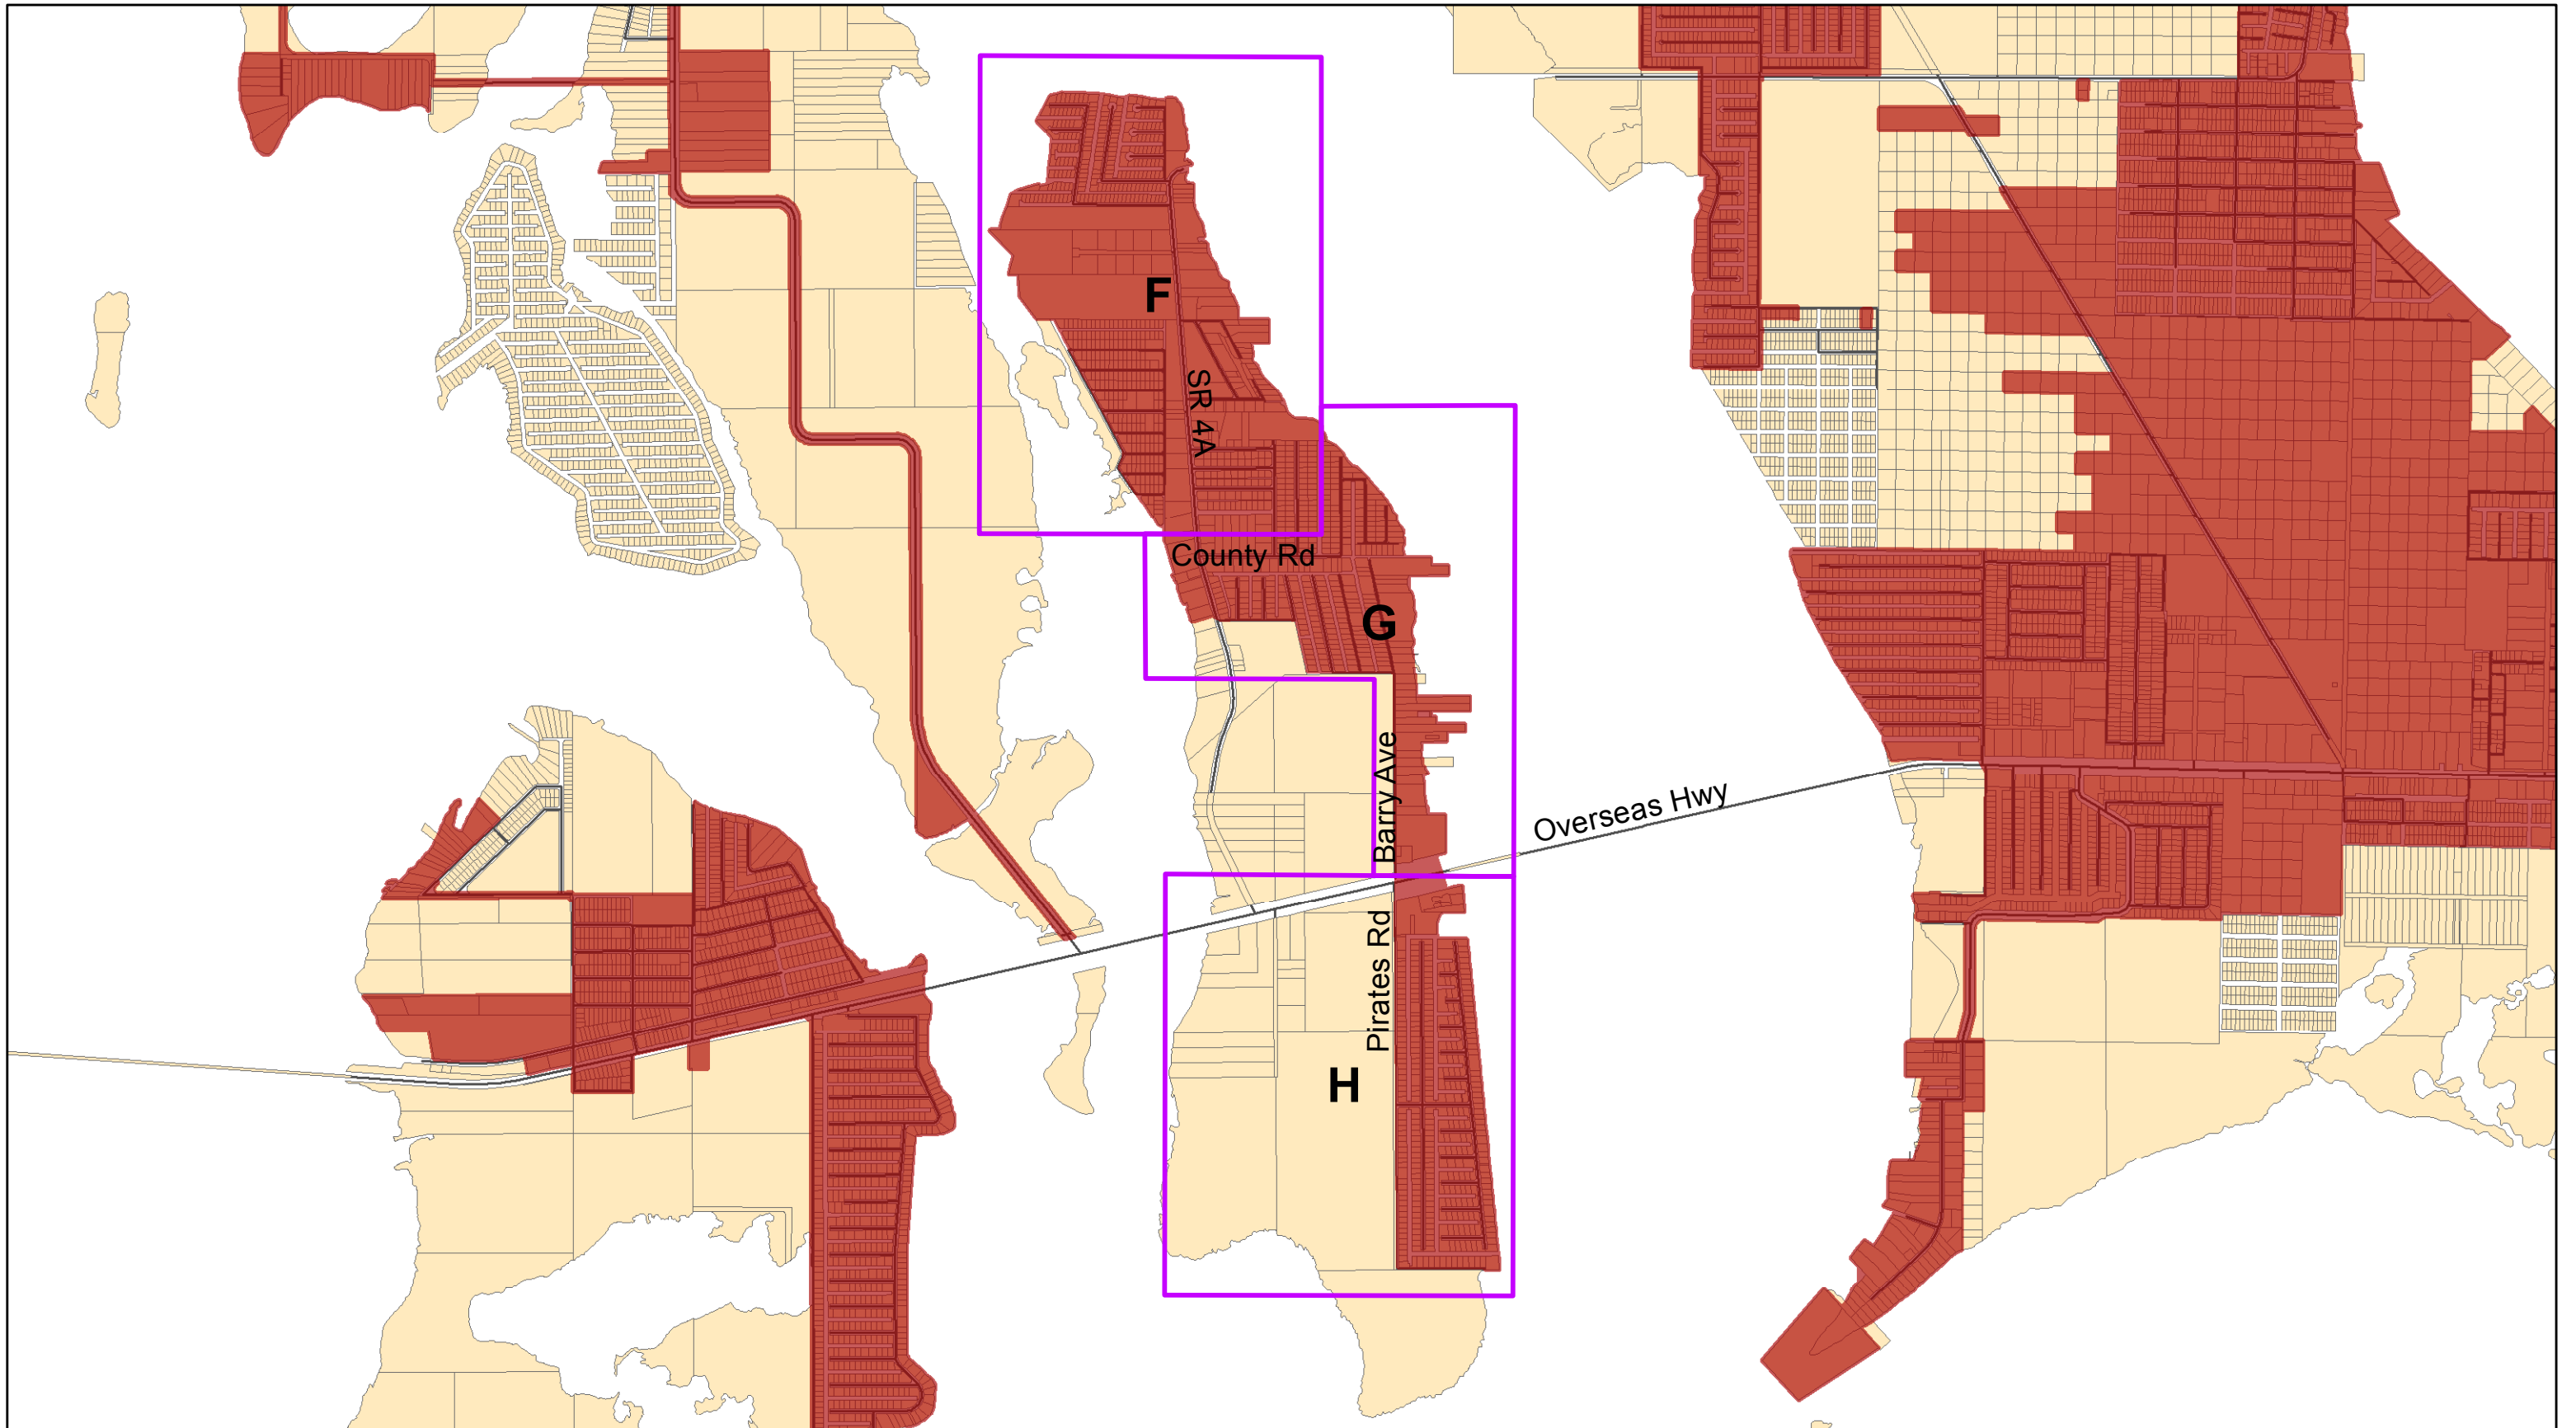 F
SR 4A
County Rd
G
Barry Ave
Overseas Hwy
Pirates Rd
H